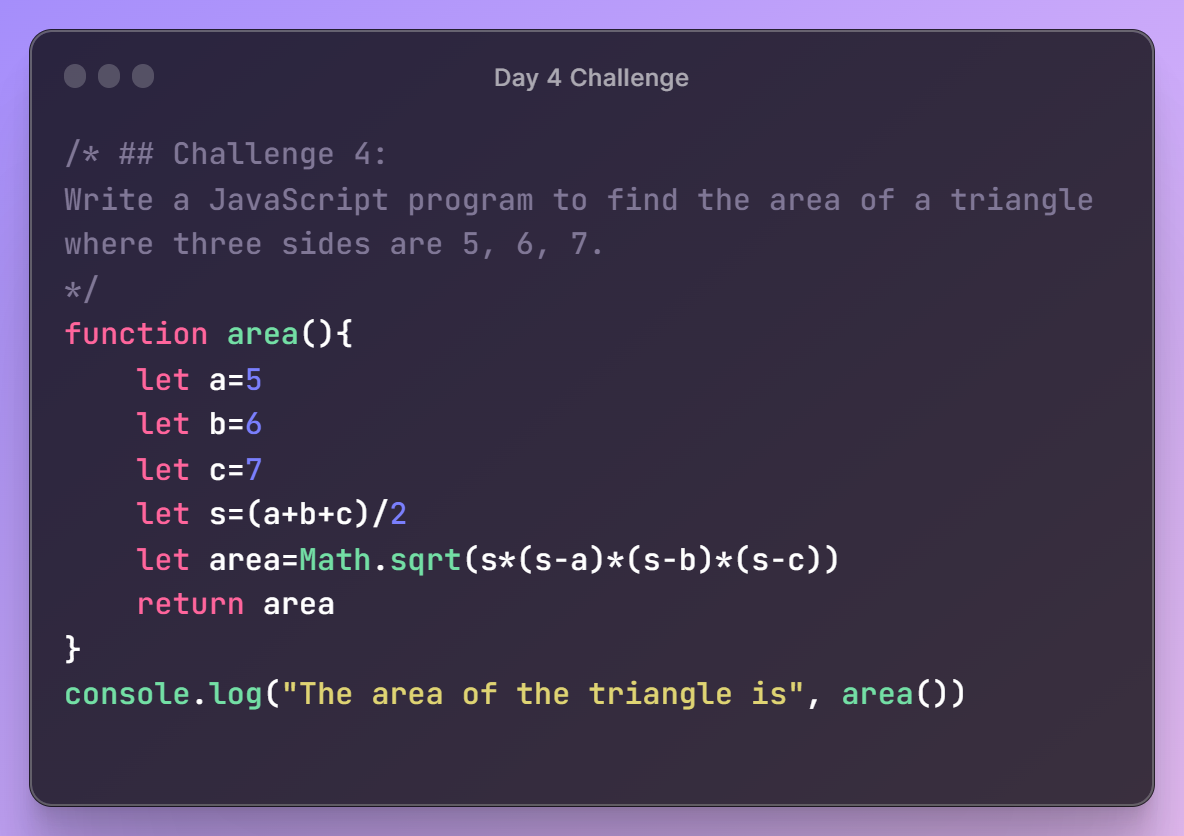 Day 4 Challenge
/* ## Challenge 4:
Write a JavaScript program to find the area of a triangle
where three sides are 5, 6, 7.
*/
function area(){
    let a=5
    let b=6
    let c=7
    let s=(a+b+c)/2
    let area=Math.sqrt(s*(s-a)*(s-b)*(s-c))
    return area
}
console.log("The area of the triangle is", area())